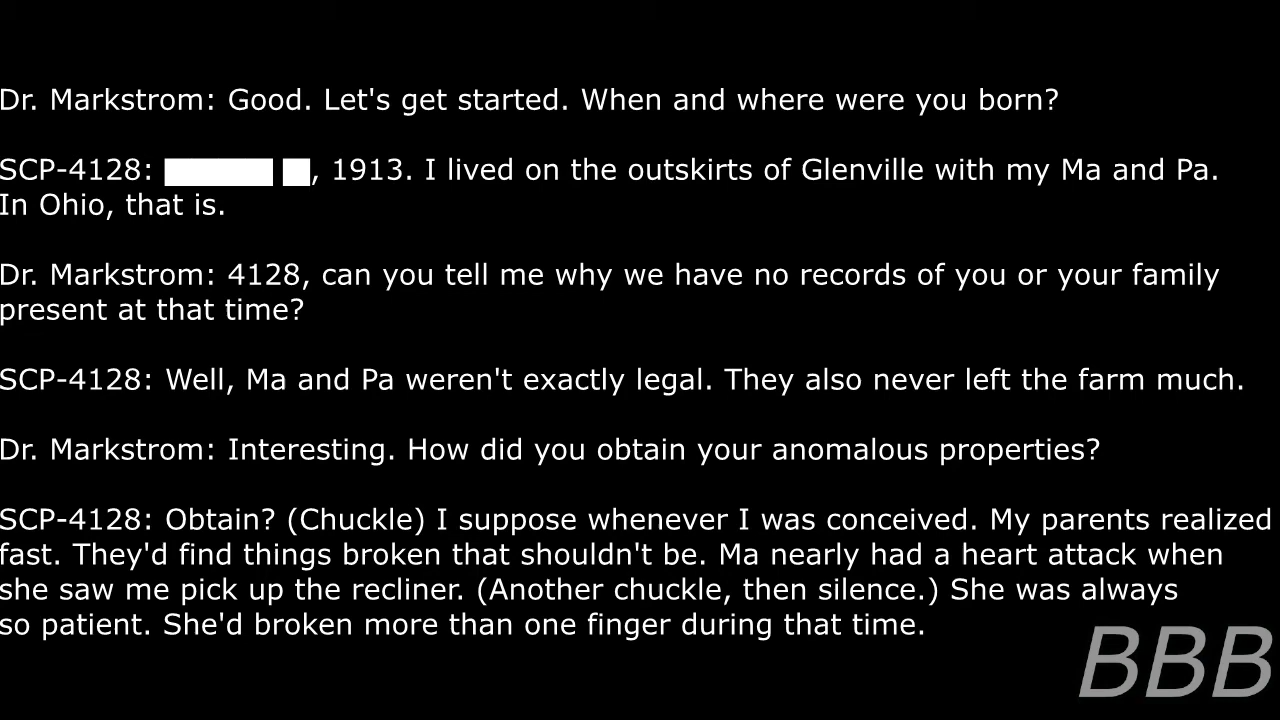 Dr. Markstrom: Good. Let's get started. When and where were you born?
SCP-4128: ██████ █, 1913. I lived on the outskirts of Glenville with my Ma and Pa.
In Ohio, that is.
Dr. Markstrom: 4128, can you tell me why we have no records of you or your family
present at that time?
SCP-4128: Well, Ma and Pa weren't exactly legal. They also never left the farm much.
Dr. Markstrom: Interesting. How did you obtain your anomalous properties?
SCP-4128: Obtain? (Chuckle) I suppose whenever I was conceived. My parents realized
fast. They'd find things broken that shouldn't be. Ma nearly had a heart attack when
she saw me pick up the recliner. (Another chuckle, then silence.) She was always
so patient. She'd broken more than one finger during that time.
BBB